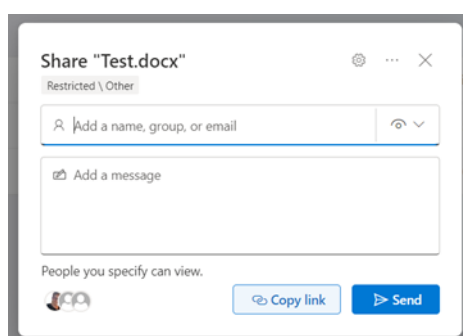 Share "Test.docx"
Restricted \ Other
Add a name, group, or email
Add a message
People you specify can view.
Copy link
Send